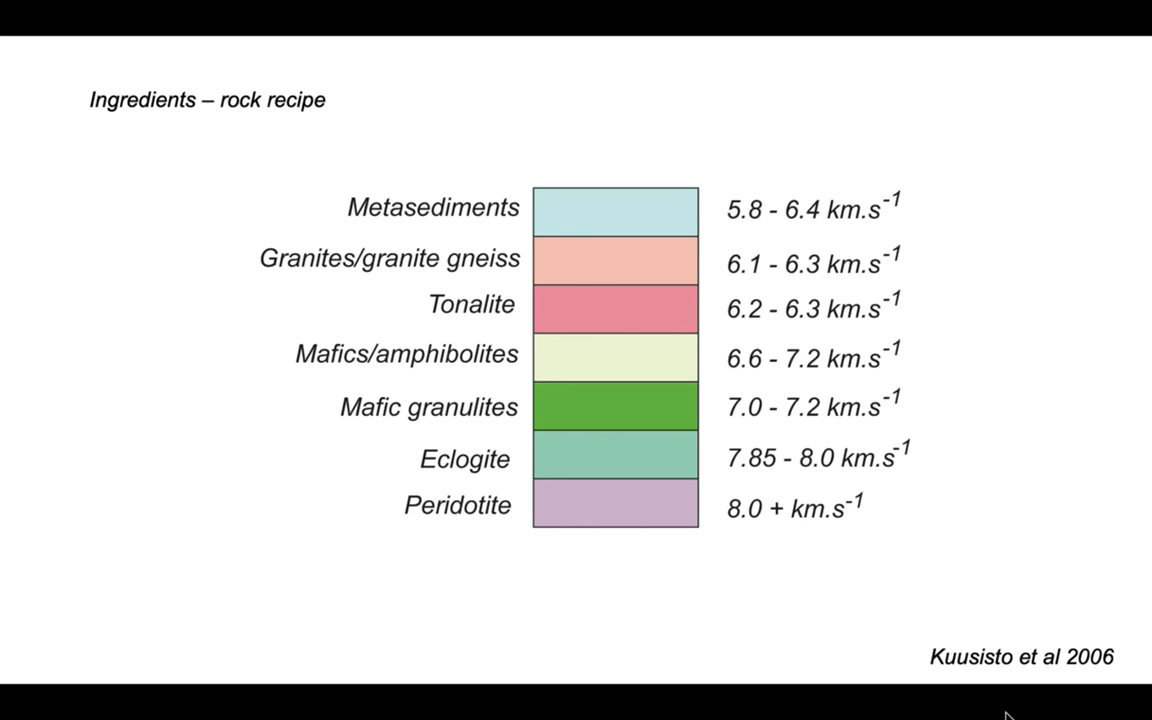 Ingredients – rock recipe
Metasediments 5.8 - 6.4 km.s-1
Granites/granite gneiss 6.1 - 6.3 km.s-1
Tonalite 6.2 - 6.3 km.s-1
Mafics/amphibolites 6.6 - 7.2 km.s-1
Mafic granulites 7.0 - 7.2 km.s-1
Eclogite 7.85 - 8.0 km.s-1
Peridotite 8.0 + km.s-1
Kuusisto et al 2006